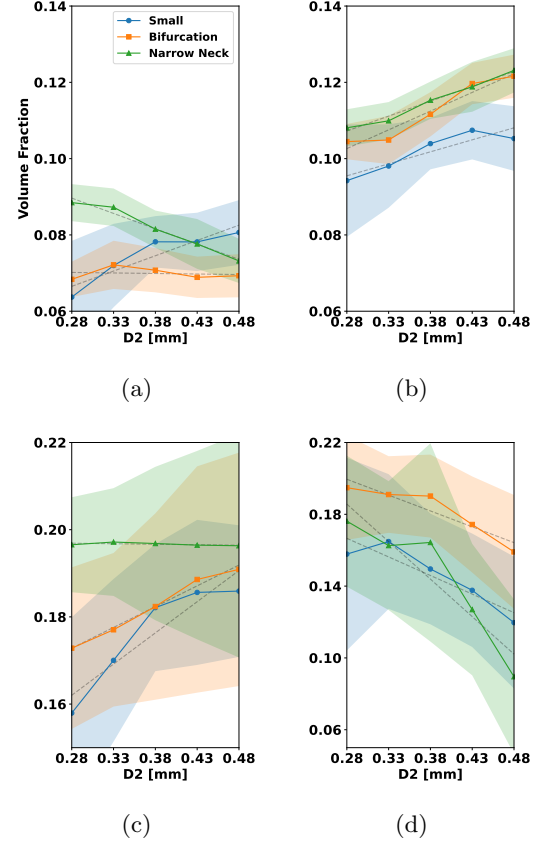 0.14
0.12
0.10
0.08
0.06
Volume Fraction
Small
Bifurcation
Narrow Neck
0.28 0.33 0.38 0.43 0.48
D2 [mm]
(a)
0.14
0.12
0.10
0.08
0.06
0.28 0.33 0.38 0.43 0.48
D2 [mm]
(b)
0.22
0.20
0.18
0.16
0.28 0.33 0.38 0.43 0.48
D2 [mm]
(c)
0.22
0.18
0.14
0.10
0.06
0.28 0.33 0.38 0.43 0.48
D2 [mm]
(d)